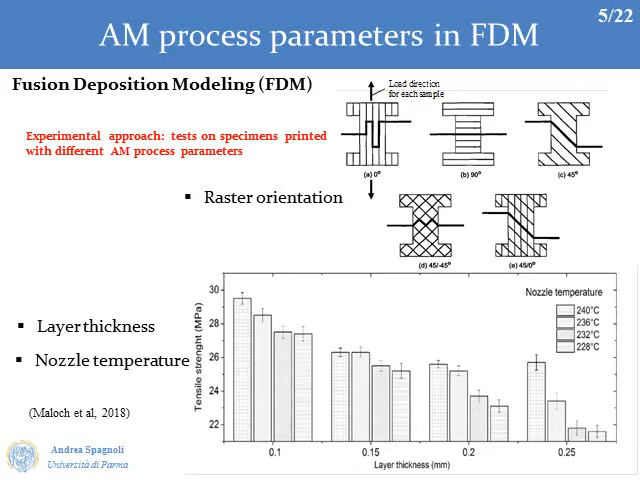 5/22
AM process parameters in FDM
Fusion Deposition Modeling (FDM)
Load direction
for each sample
Experimental approach: tests on specimens printed
with different AM process parameters
(a) 0°
(b) 90°
(c) 45°
▪ Raster orientation
(d) 45/-45°
(e) 45/0°
▪ Layer thickness
▪ Nozzle temperature
(Maloch et al, 2018)
Tensile strenght (MPa)
30
28
26
24
22
Nozzle temperature
240°C
236°C
232°C
228°C
0.1
0.15
0.2
0.25
Layer thickness (mm)
Andrea Spagnoli
Università di Parma